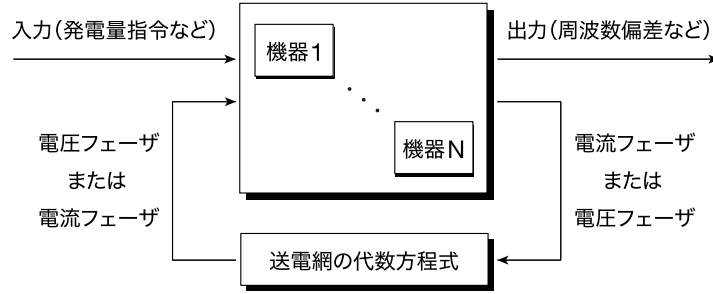 入力（発電量指令など）
機器1
機器N
出力（周波数偏差など）
電圧フェーザ
または
電流フェーザ
電流フェーザ
または
電圧フェーザ
送電網の代数方程式